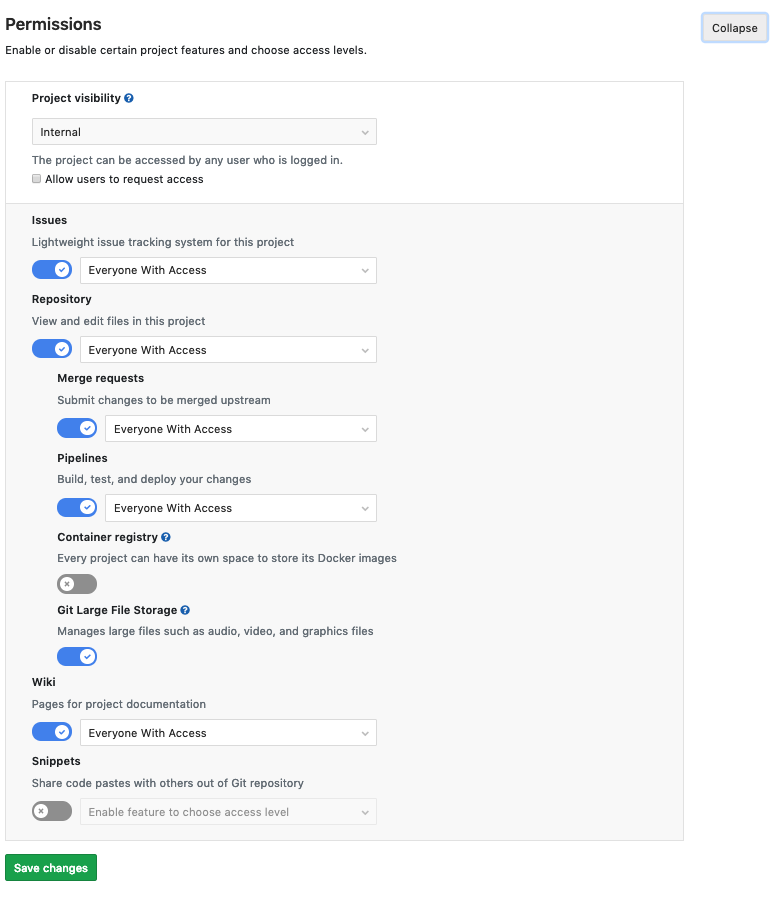 Permissions
Collapse
Enable or disable certain project features and choose access levels.
Project visibility
Internal
The project can be accessed by any user who is logged in.
Allow users to request access
Issues
Lightweight issue tracking system for this project
Everyone With Access
Repository
View and edit files in this project
Everyone With Access
Merge requests
Submit changes to be merged upstream
Everyone With Access
Pipelines
Build, test, and deploy your changes
Everyone With Access
Container registry
Every project can have its own space to store its Docker images
Git Large File Storage
Manages large files such as audio, video, and graphics files
Wiki
Pages for project documentation
Everyone With Access
Snippets
Share code pastes with others out of Git repository
Enable feature to choose access level
Save changes